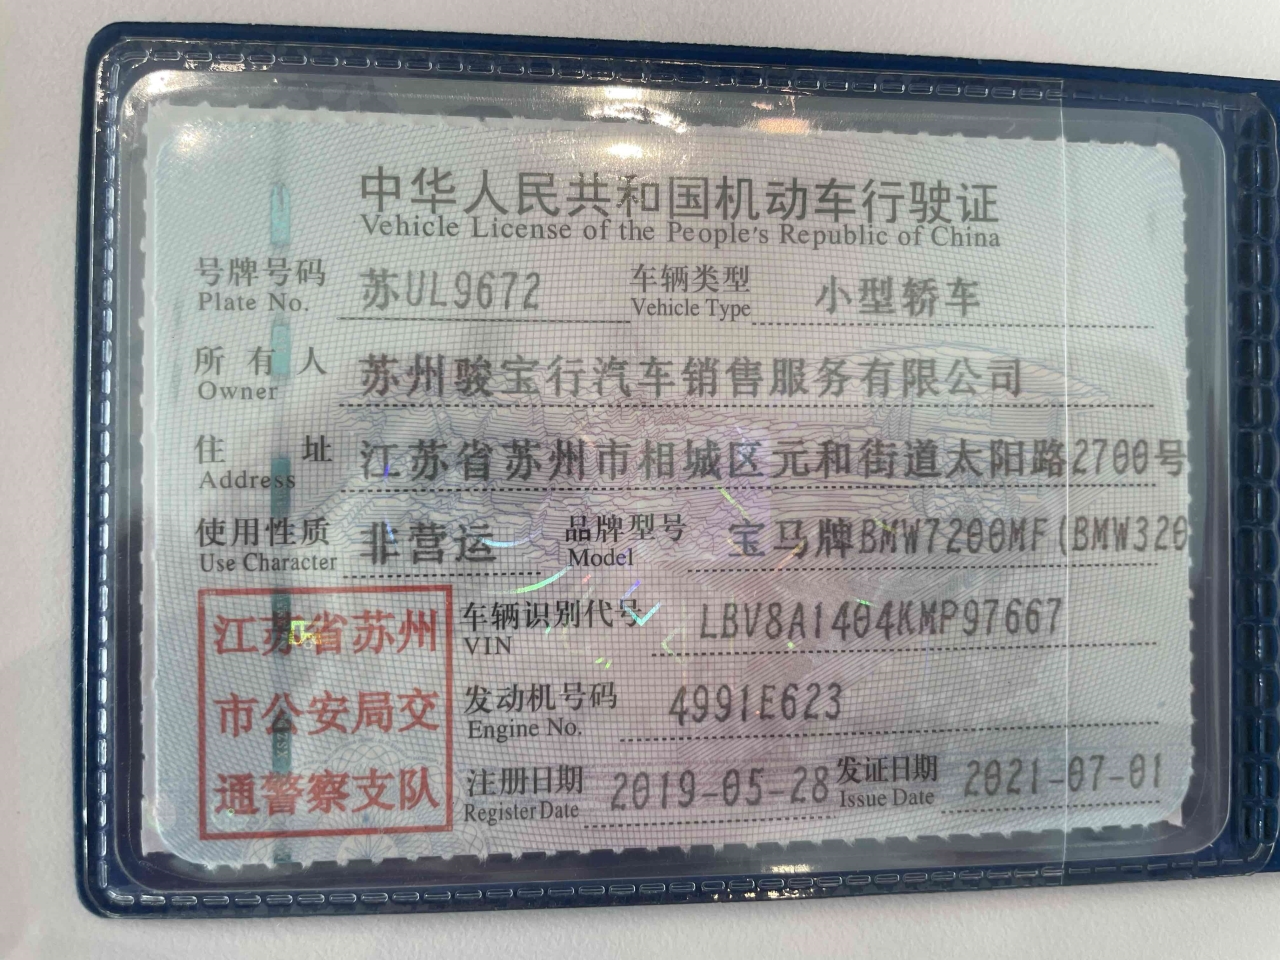 中华人民共和国机动车行驶证
Vehicle License of the People's Republic of China
号牌号码 苏UL9672 车辆类型 小型轿车
Plate No. Vehicle Type
所有人 苏州骏宝行汽车销售服务有限公司
Owner
住址 江苏省苏州市相城区元和街道太阳路2700号
Address
使用性质 非营运 品牌型号 宝马牌BMW7200MF(BMW320
Use Character Model
江苏省苏州
市公安局交
通警察支队
车辆识别代号 LBV8A1404KMP97667
VIN
发动机号码 4991E623
Engine No.
注册日期 2019-05-28 发证日期 2021-07-01
Register Date Issue Date